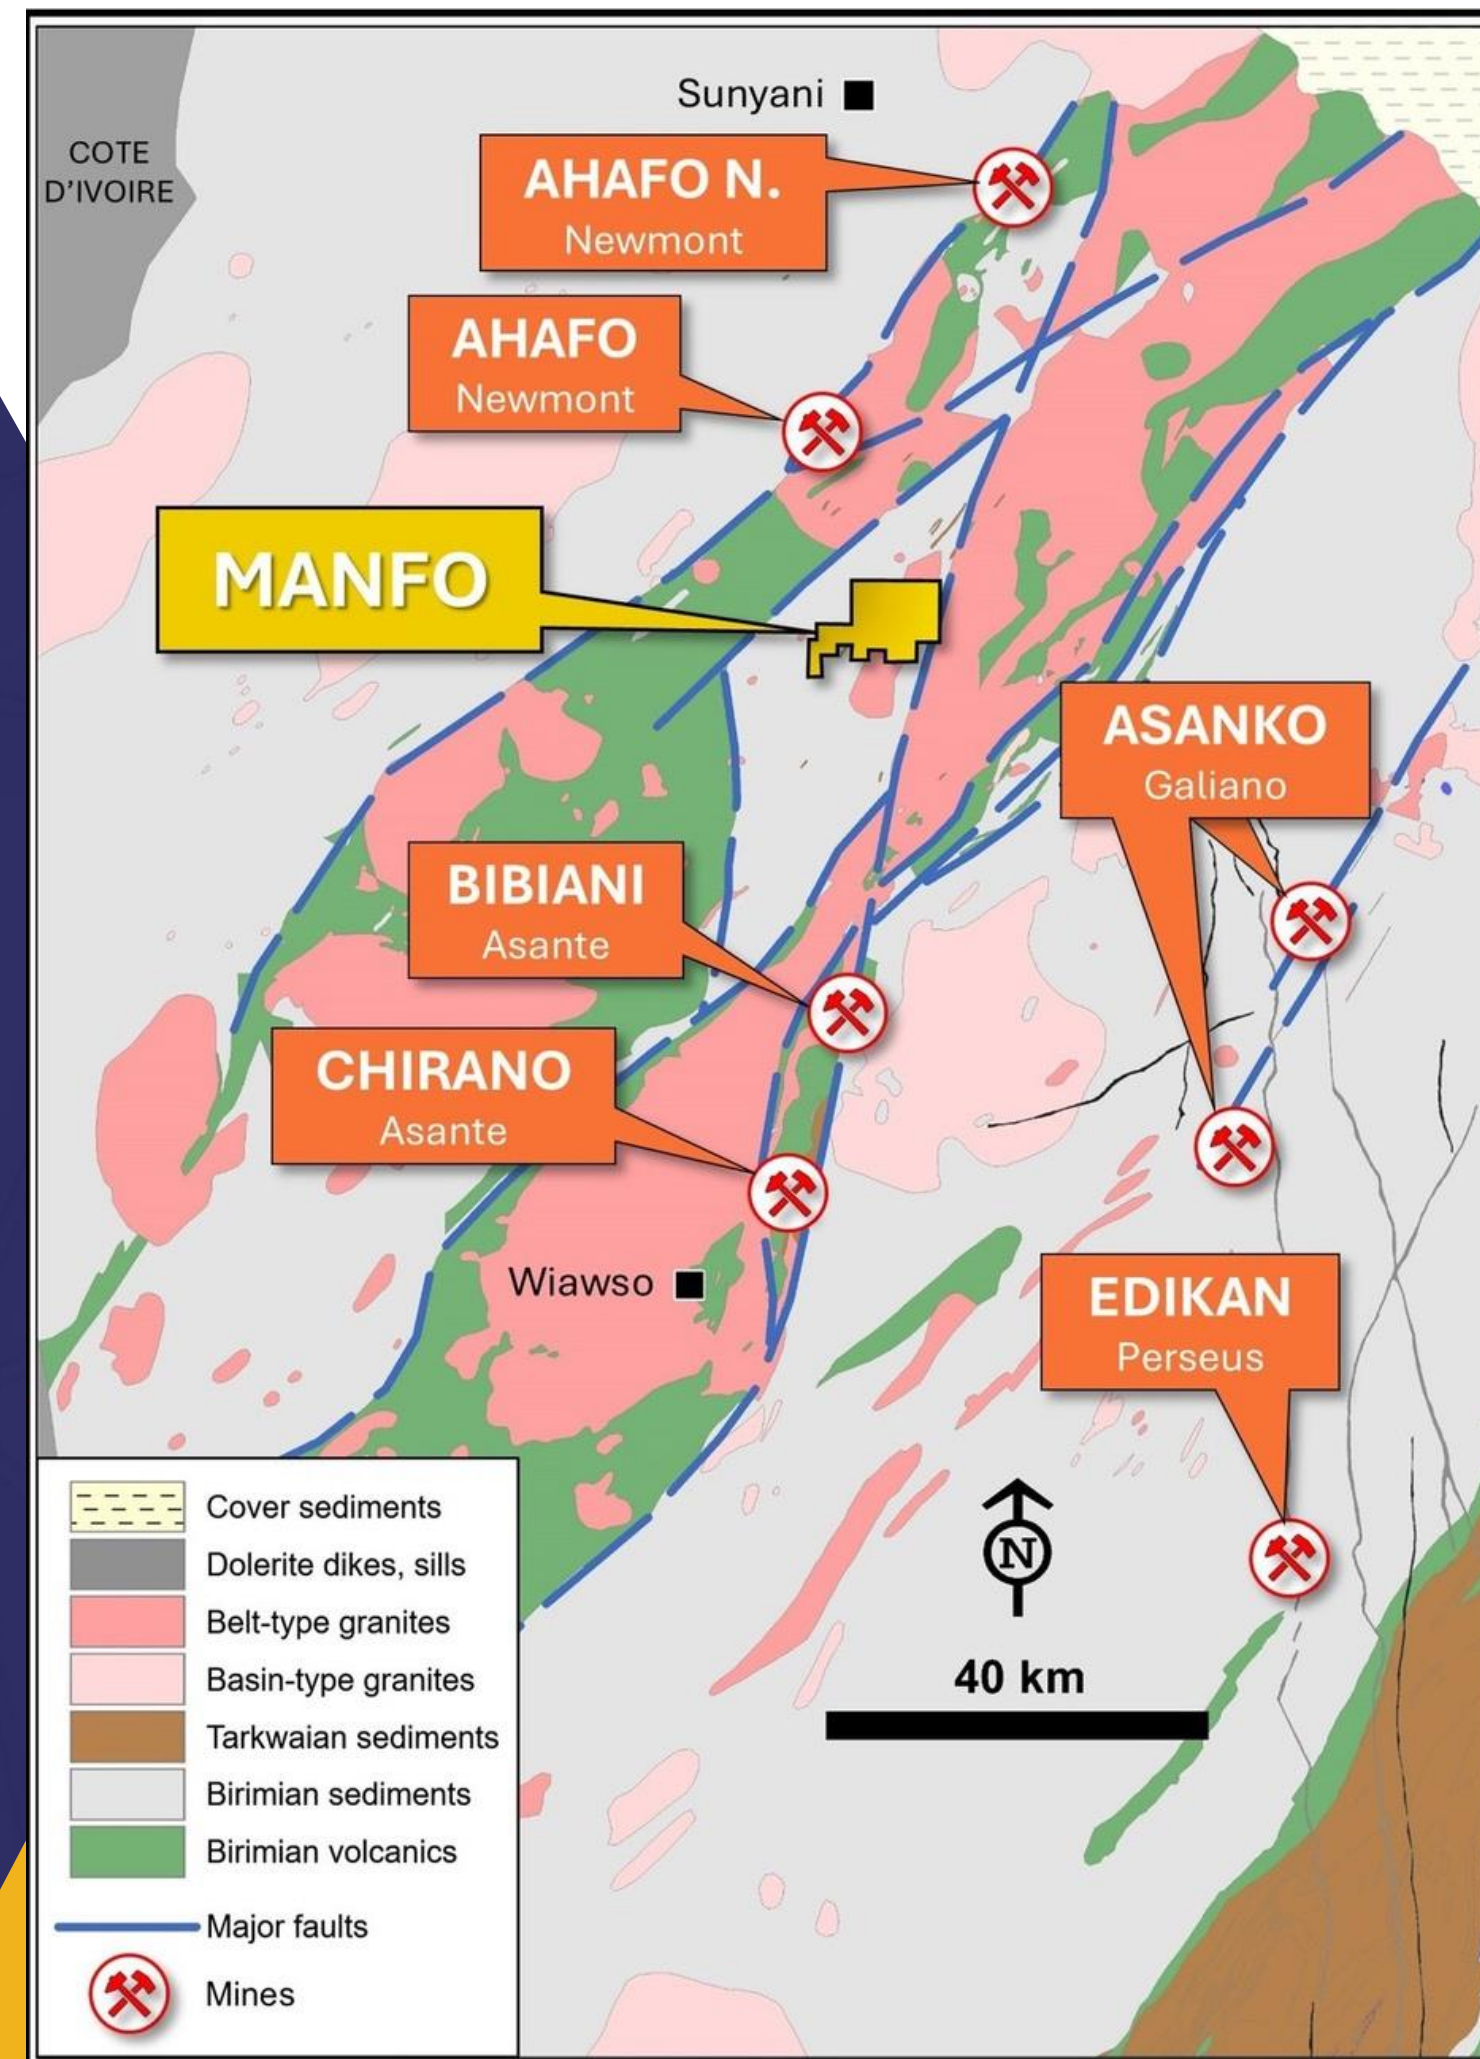 Sunyani
COTE
D'IVOIRE
AHAFO N.
Newmont
AHAFO
Newmont
MANFO
ASANKO
Galiano
BIBIANI
Asante
CHIRANO
Asante
Wiawso
EDIKAN
Perseus
N
40 km
Cover sediments
Dolerite dikes, sills
Belt-type granites
Basin-type granites
Tarkwaian sediments
Birimian sediments
Birimian volcanics
Major faults
Mines